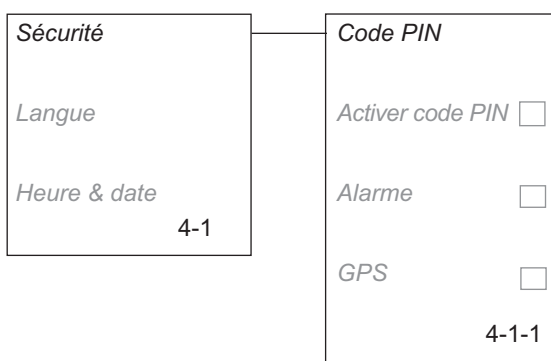 Sécurité
Langue
Heure & date
4-1
Code PIN
Activer code PIN
Alarme
GPS
4-1-1